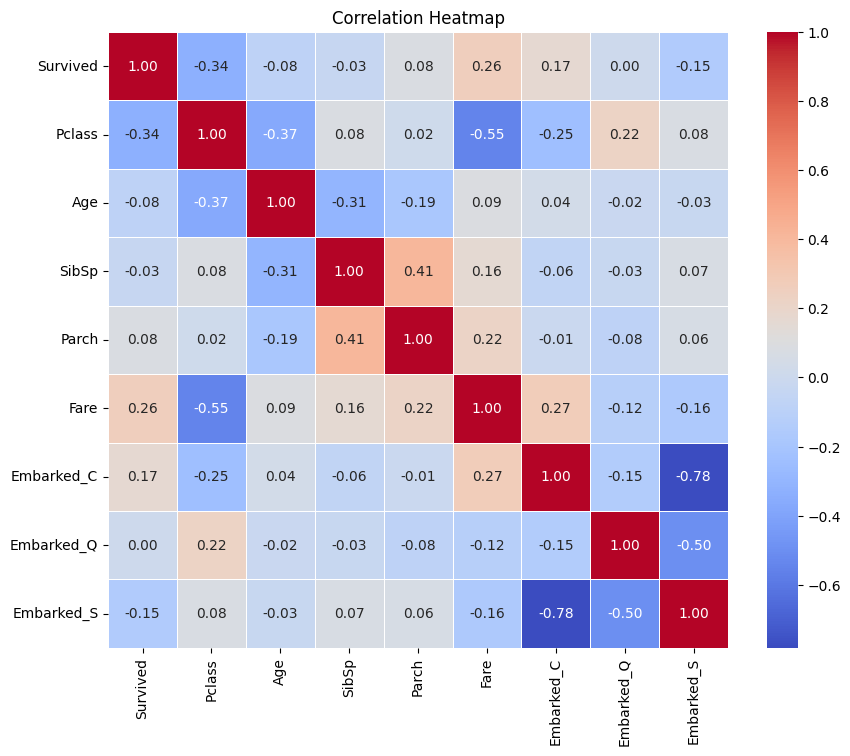 Correlation Heatmap
Survived 1.00 -0.34 -0.08 -0.03 0.08 0.26 0.17 0.00 -0.15
Pclass -0.34 1.00 -0.37 0.08 0.02 -0.55 -0.25 0.22 0.08
Age -0.08 -0.37 1.00 -0.31 -0.19 0.09 0.04 -0.02 -0.03
SibSp -0.03 0.08 -0.31 1.00 0.41 0.16 -0.06 -0.03 0.07
Parch 0.08 0.02 -0.19 0.41 1.00 0.22 -0.01 -0.08 0.06
Fare 0.26 -0.55 0.09 0.16 0.22 1.00 0.27 -0.12 -0.16
Embarked_C 0.17 -0.25 0.04 -0.06 -0.01 0.27 1.00 -0.15 -0.78
Embarked_Q 0.00 0.22 -0.02 -0.03 -0.08 -0.12 -0.15 1.00 -0.50
Embarked_S -0.15 0.08 -0.03 0.07 0.06 -0.16 -0.78 -0.50 1.00
Survived Pclass Age SibSp Parch Fare Embarked_C Embarked_Q Embarked_S
1.0
0.8
0.6
0.4
0.2
0.0
−0.2
−0.4
−0.6